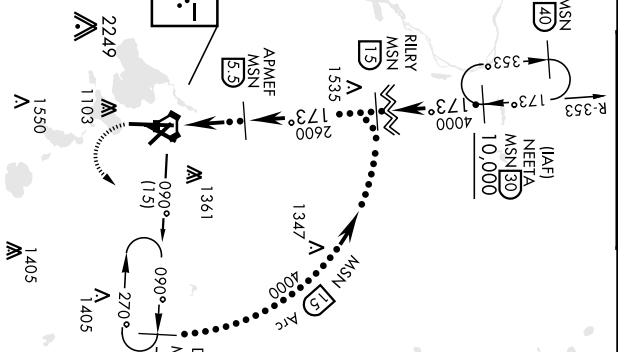 MSN
40
R-353
353°
173°
(IAF)
NEETA
MSN 30
10,000
173°
4000
RILRY
MSN
15
1535
173°
2600
APMEF
MSN
5.5
2249
1103
1550
1361
090°
(15)
1347
MSN 15 Arc
4000
090°
270°
1405
1405